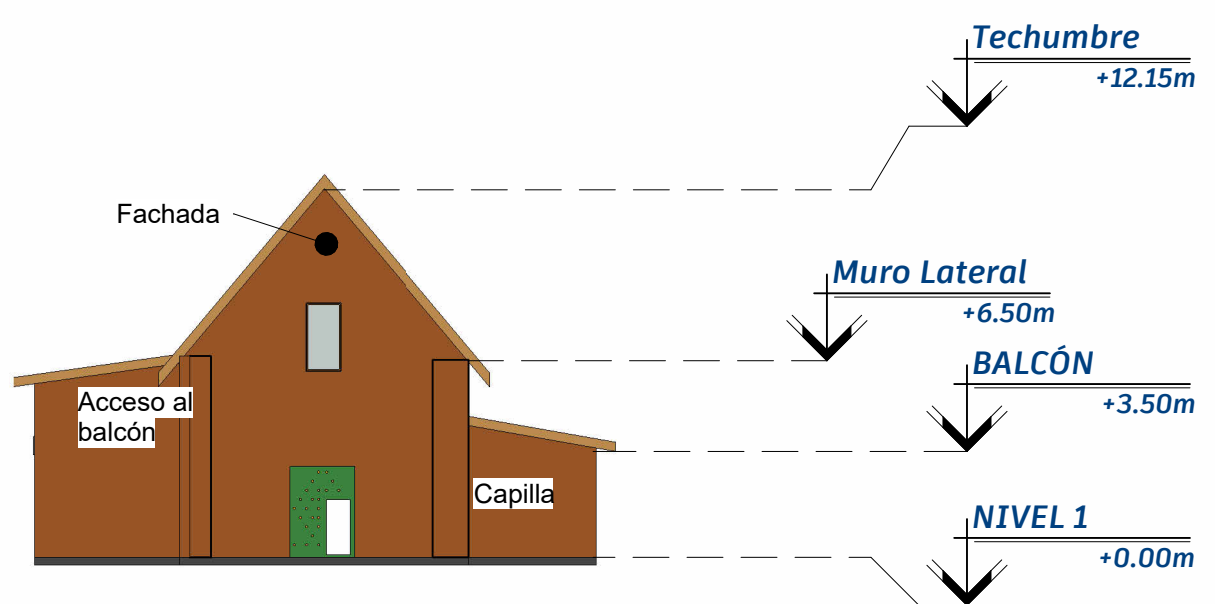 Techumbre
+12.15m
Fachada
Muro Lateral
+6.50m
BALCÓN
+3.50m
Acceso al
balcón
Capilla
NIVEL 1
+0.00m